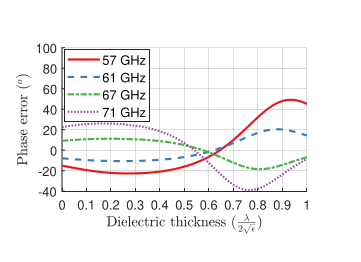 100
80
60
40
20
0
-20
-40
Phase error (°)
57 GHz
61 GHz
67 GHz
71 GHz
0 0.1 0.2 0.3 0.4 0.5 0.6 0.7 0.8 0.9 1
Dielectric thickness (λ/2√ϵ)